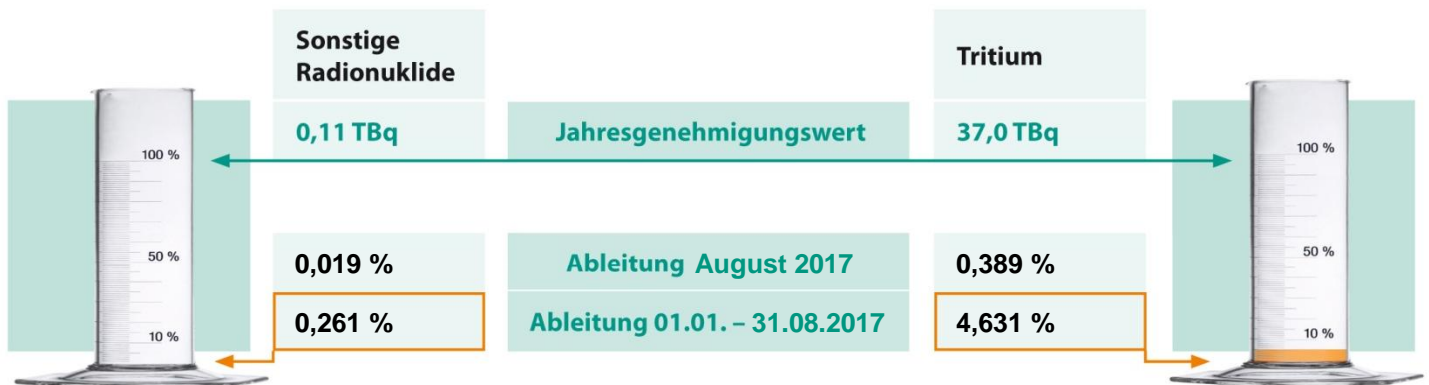 Sonstige
Radionuklide
Tritium
0,11 TBq
Jahresgenehmigungswert
37,0 TBq
100 %
100 %
50 %
0,019 %
Ableitung August 2017
0,389 %
50 %
10 %
0,261 %
Ableitung 01.01. – 31.08.2017
4,631 %
10 %